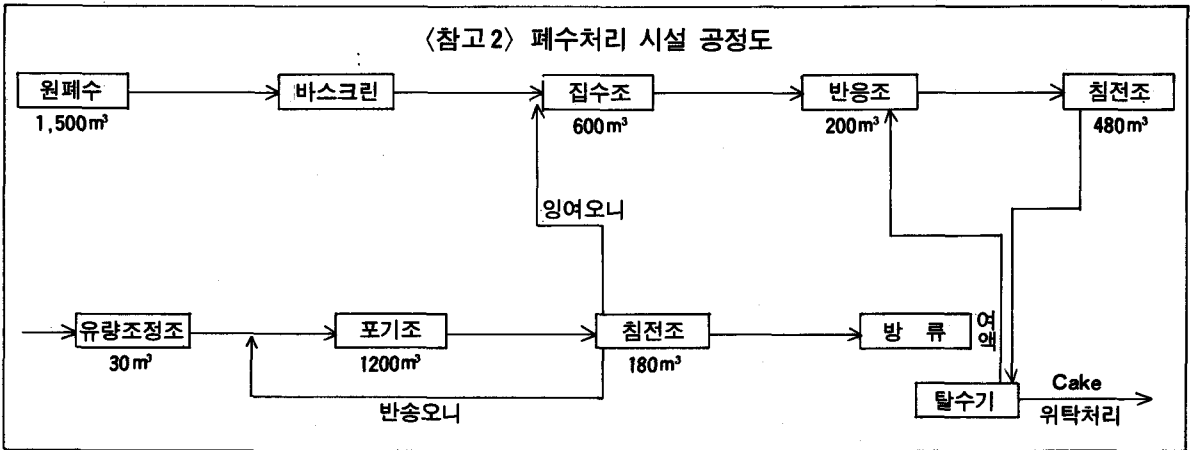 〈참고2〉 폐수처리 시설 공정도
원폐수
바스크린
집수조
반응조
침전조
1,500m³
600m³
200m³
480m³
잉여오니
유량조정조
포기조
침전조
방 류
여액
30m³
1200m³
180m³
반송오니
탈수기
Cake
위탁처리